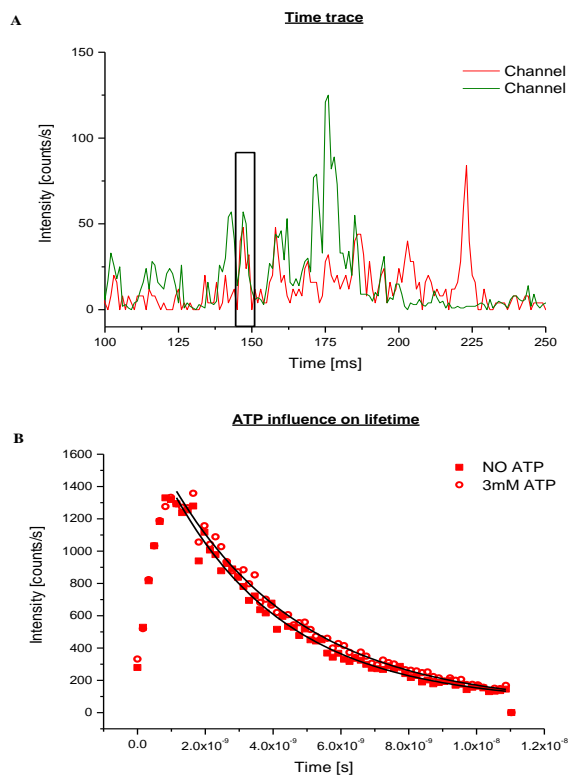 A
Time trace
Channel
Channel
150
100
50
0
Intensity [counts/s]
100 125 150 175 200 225 250
Time [ms]
ATP influence on lifetime
B
NO ATP
3mM ATP
1600
1400
1200
1000
800
600
400
200
0
Intensity [counts/s]
0.0 2.0x10⁻⁹ 4.0x10⁻⁹ 6.0x10⁻⁹ 8.0x10⁻⁹ 1.0x10⁻⁸ 1.2x10⁻⁸
Time [s]